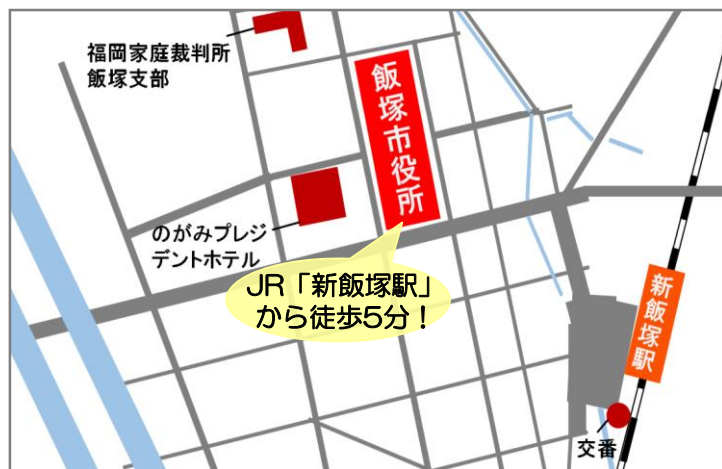 福岡家庭裁判所
飯塚支部
飯塚市役所
のがみプレジ
デントホテル
JR「新飯塚駅」
から徒歩5分！
新飯塚駅
交番